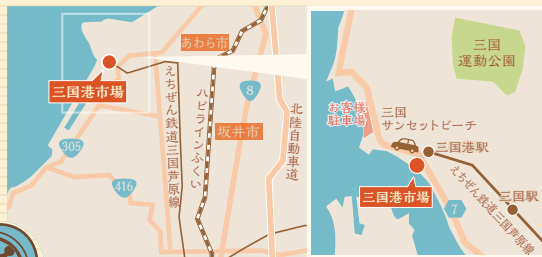 あわら市
三国港市場
えちぜん鉄道三国芦原線
ハピラインふくい
8
坂井市
北陸自動車道
305
416
三国
運動公園
お客様
駐車場
三国
サンセットビーチ
三国港駅
三国港市場
えちぜん鉄道三国芦原線
三国駅
7